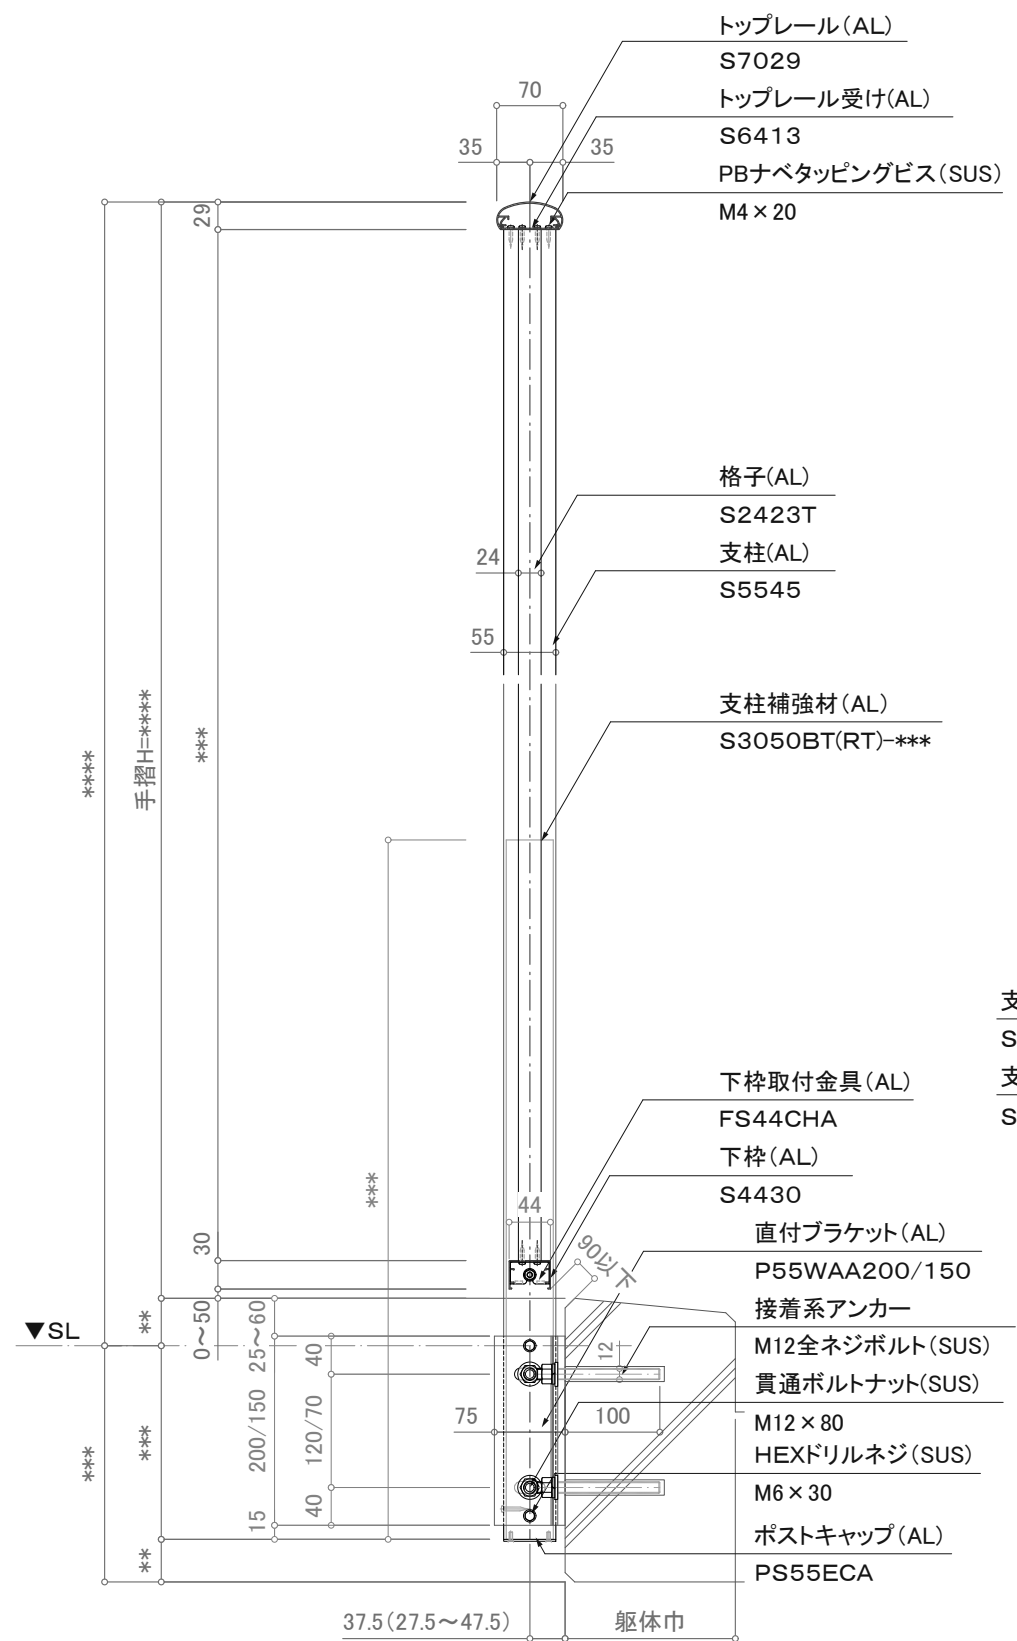 トップレール(AL)
S7029
70
トップレール受け(AL)
S6413
35
35
PBナベタッピングビス(SUS)
M4×20
29
格子(AL)
S2423T
24
支柱(AL)
S5545
55
支柱補強材(AL)
S3050BT(RT)-***
****
手摺H=****
***
***
支
S
支
S
下枠取付金具(AL)
FS44CHA
下枠(AL)
S4430
44
30
90以下
直付ブラケット(AL)
P55WAA200/150
接着系アンカー
M12全ネジボルト(SUS)
▼SL
**
0~50
25~60
40
12
貫通ボルトナット(SUS)
M12×80
75
100
200/150
120/70
***
***
HEXドリルネジ(SUS)
M6×30
15
40
ポストキャップ(AL)
PS55ECA
**
37.5(27.5~47.5)
躯体巾